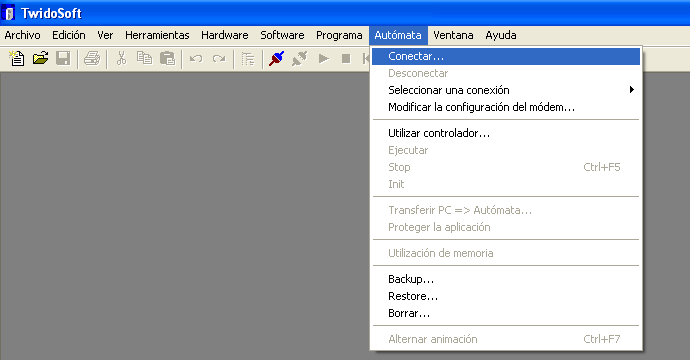 TwidoSoft
Archivo Edición Ver Herramientas Hardware Software Programa Autómata Ventana Ayuda
Conectar...
Desconectar
Seleccionar una conexión
Modificar la configuración del módem...
Utilizar controlador...
Ejecutar
Stop Ctrl+F5
Init
Transferir PC => Autómata...
Proteger la aplicación
Utilización de memoria
Backup...
Restore...
Borrar...
Alternar animación Ctrl+F7